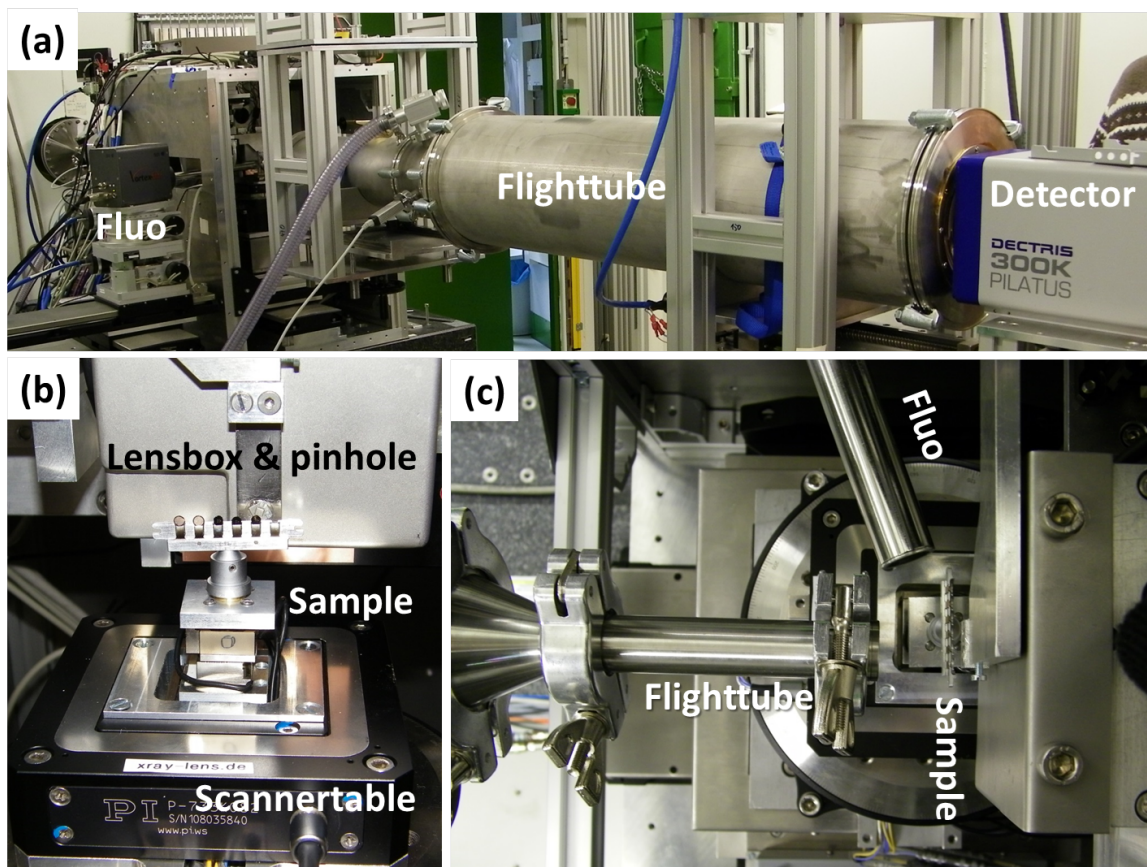 (a)
Fluo
Flighttube
Detector
DECTRIS
300K
PILATUS
(b)
Lensbox & pinhole
Sample
xray-lens.de
Scannertable
PI
S/N 108035840
www.pi.ws
(c)
Fluo
Flighttube
Sample